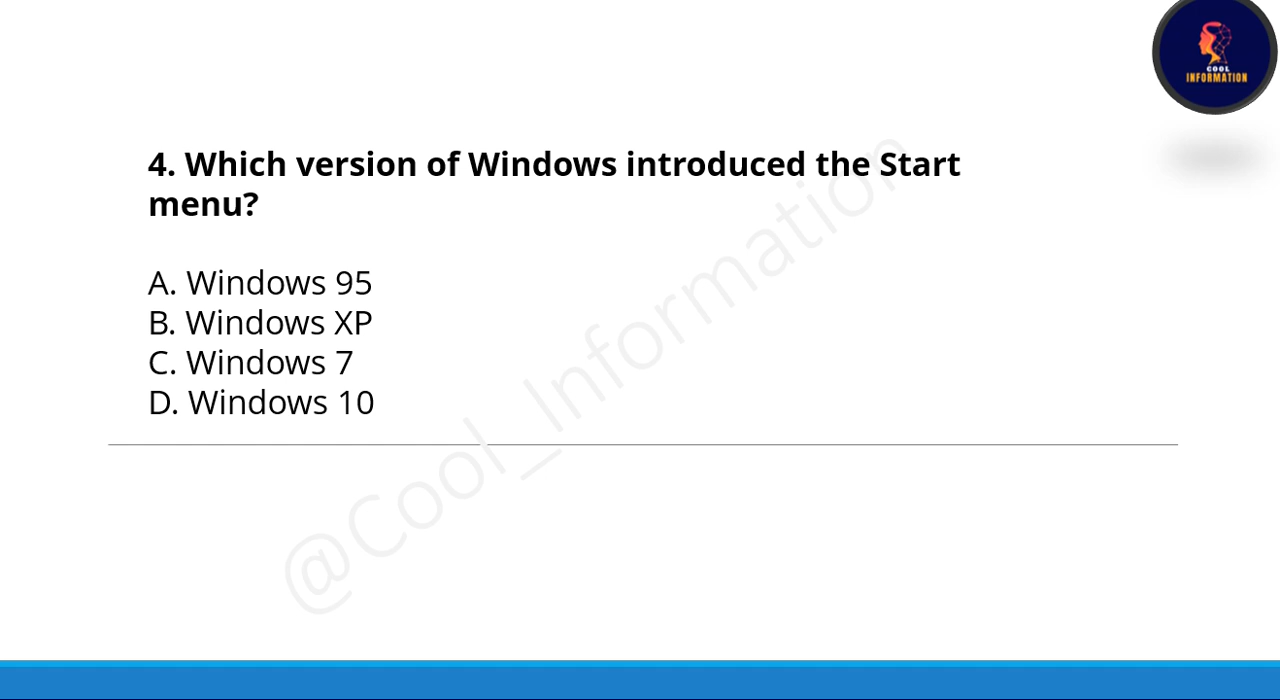 COOL
INFORMATION
4. Which version of Windows introduced the Start
menu?
A. Windows 95
B. Windows XP
C. Windows 7
D. Windows 10
@Cool_Information